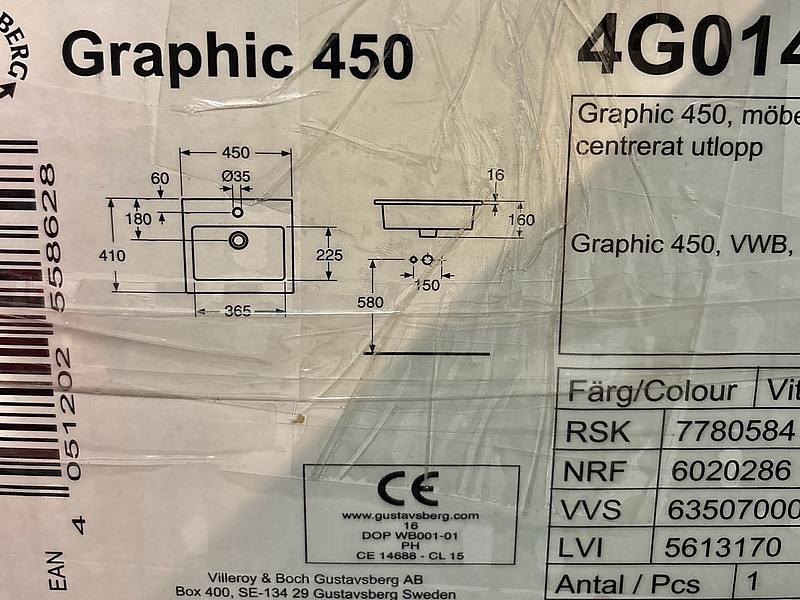 BERG
Graphic 450
4G014
Graphic 450, möbe
centrerat utlopp
Graphic 450, VWB,
450
60
Ø35
180
410
225
365
16
160
150
580
Färg/Colour Vit
RSK 7780584
NRF 6020286
VVS 63507000
LVI 5613170
Antal / Pcs 1
CE
www.gustavsberg.com
16
DOP WB001-01
PH
CE 14688 - CL 15
Villeroy & Boch Gustavsberg AB
Box 400, SE-134 29 Gustavsberg Sweden
EAN 4 051202 558628